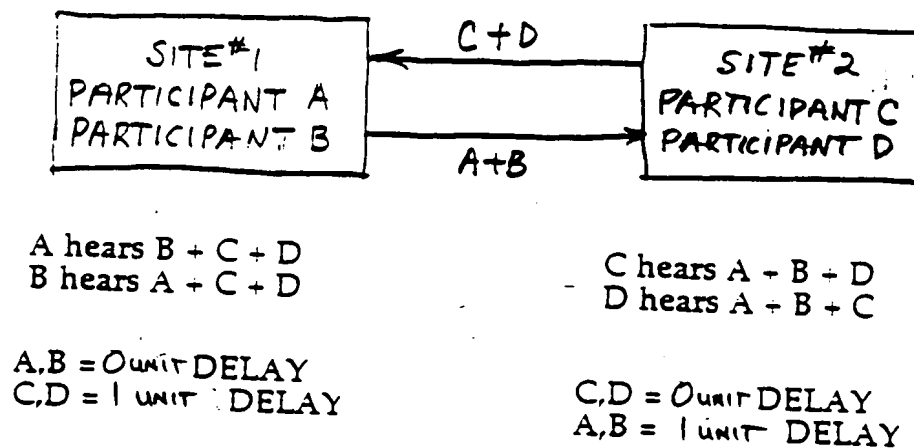 C+D
SITE #1
PARTICIPANT A
PARTICIPANT B
SITE #2
PARTICIPANT C
PARTICIPANT D
A+B
A hears B + C + D
B hears A + C + D
C hears A + B + D
D hears A + B + C
A,B = 0 UNIT DELAY
C,D = 1 UNIT DELAY
C,D = 0 UNIT DELAY
A,B = 1 UNIT DELAY